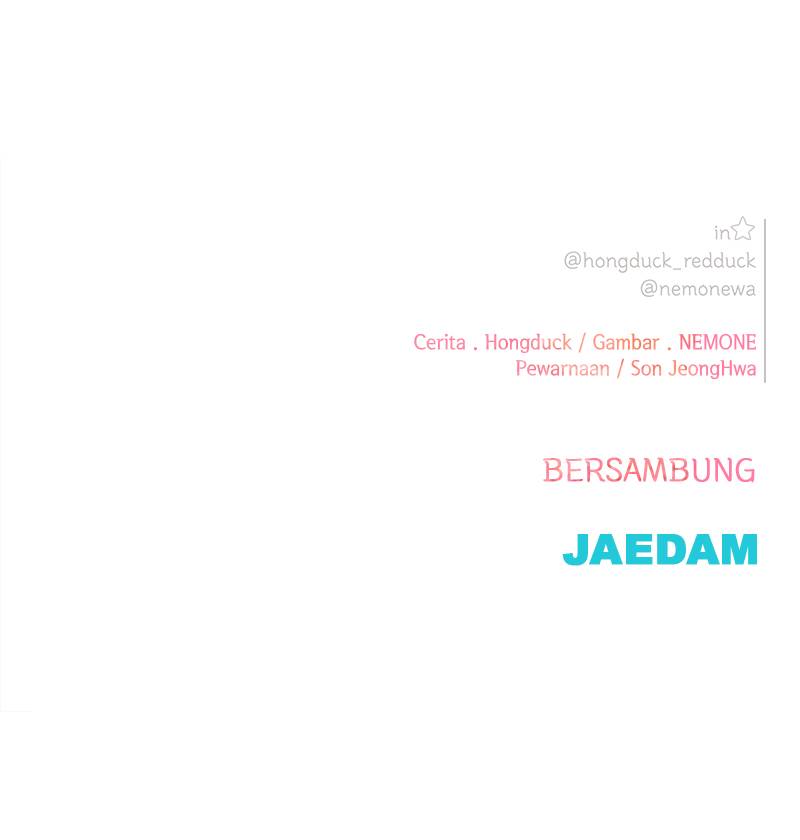 in☆
@hongduck_redduck
@nemonewa
Cerita . Hongduck / Gambar . NEMONE
Pewarnaan / Son JeongHwa
BERSAMBUNG
JAEDAM